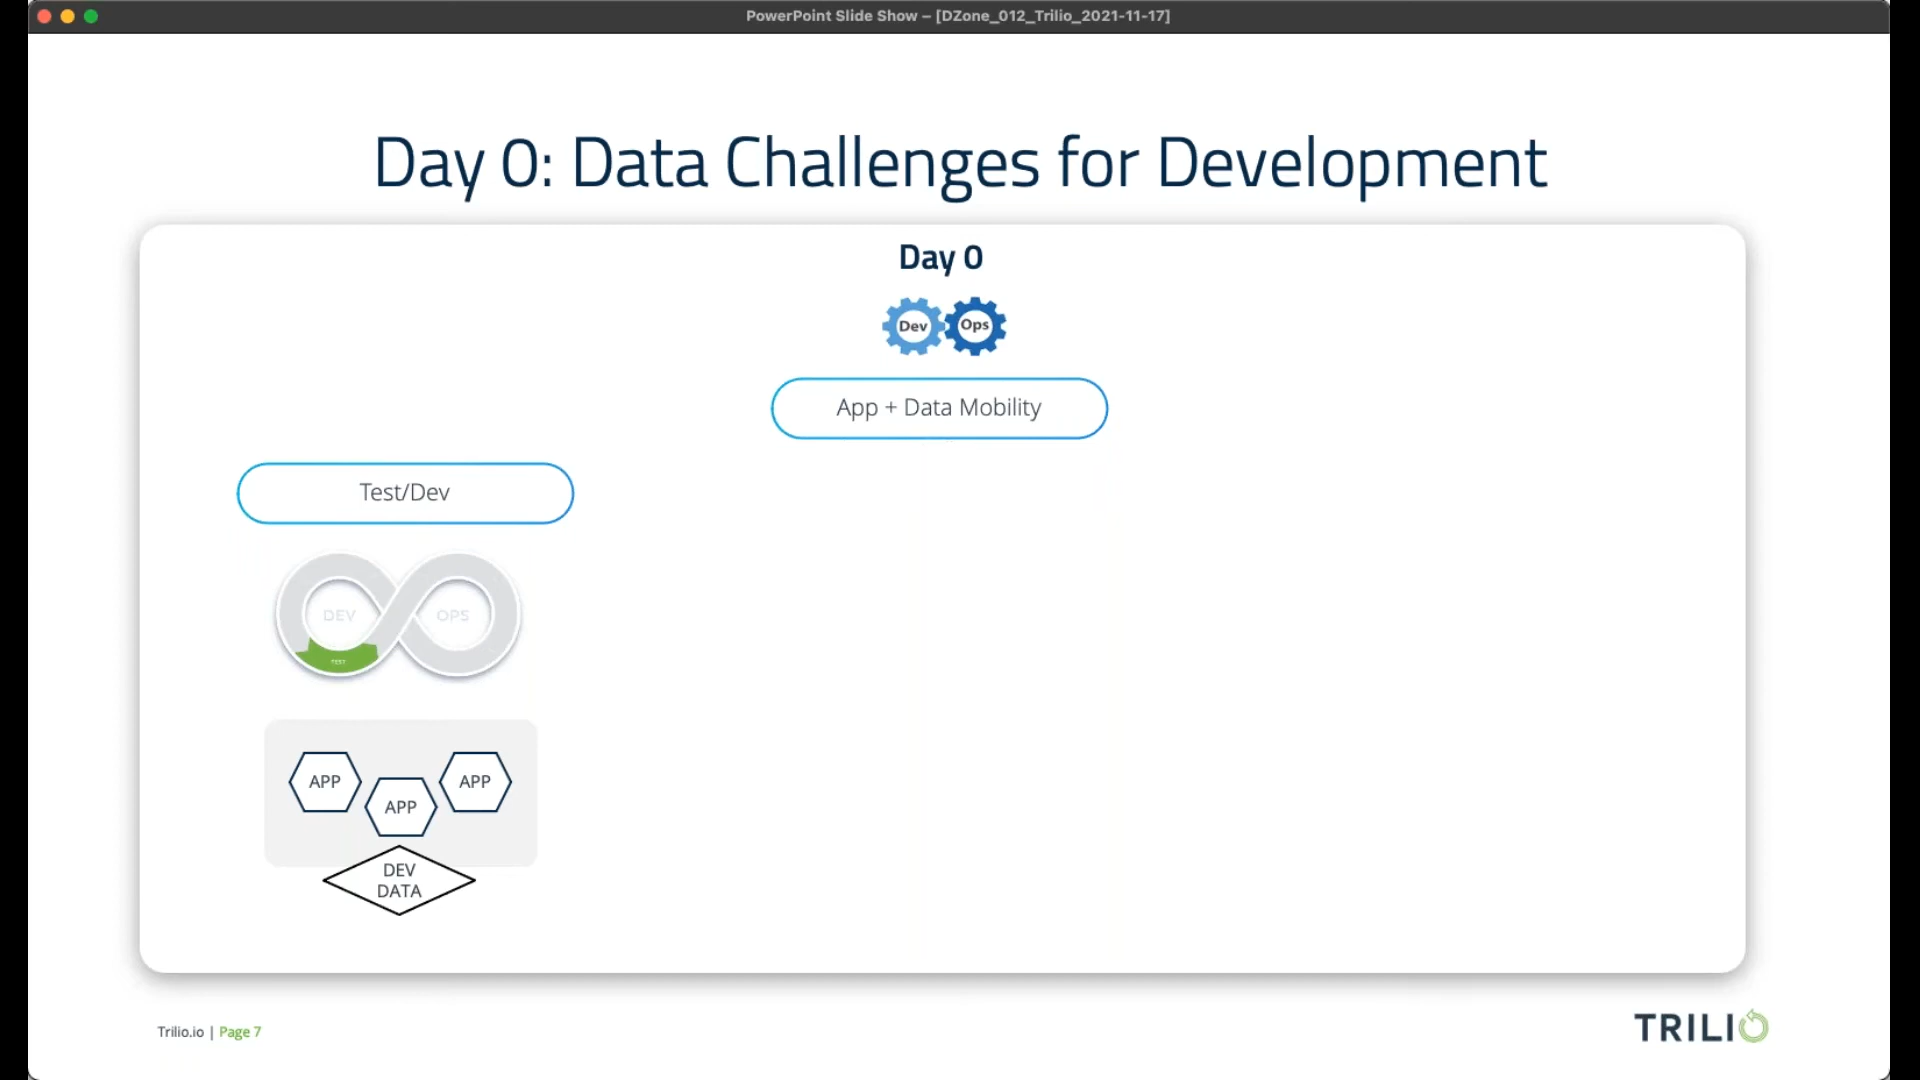 PowerPoint Slide Show – [DZone_012_Trilio_2021-11-17]
Day 0: Data Challenges for Development
Day 0
Dev Ops
App + Data Mobility
Test/Dev
DEV OPS
TEST
APP APP APP
DEV
DATA
Trilio.io | Page 7
TRILIO